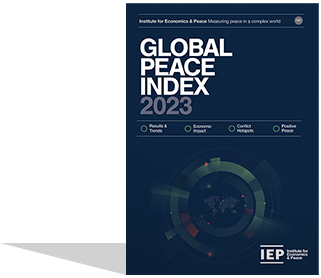 Institute for Economics & Peace Measuring peace in a complex world
GLOBAL
PEACE
INDEX
2023
Results &
Trends
Economic
Impact
Conflict
Hotspots
Positive
Peace
IEP
Institute for
Economics
& Peace